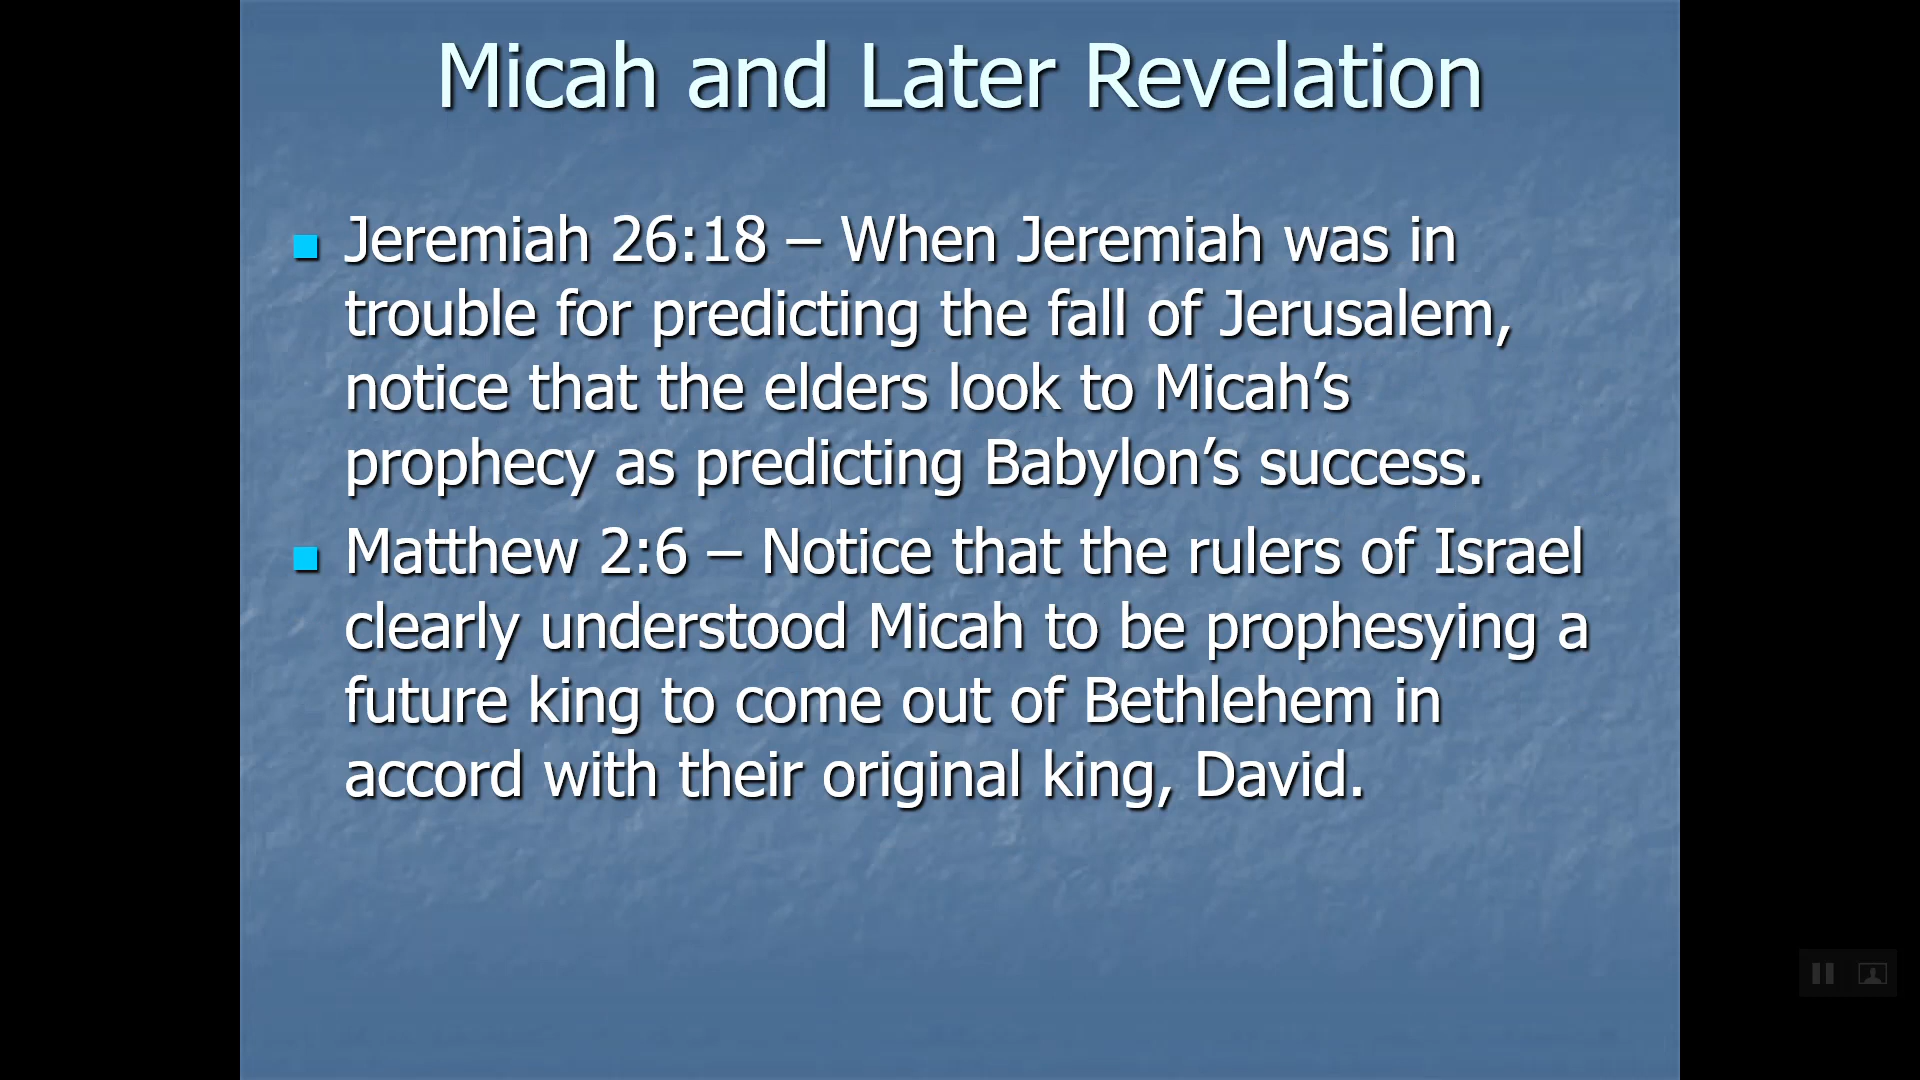 Micah and Later Revelation
Jeremiah 26:18 – When Jeremiah was in
trouble for predicting the fall of Jerusalem,
notice that the elders look to Micah’s
prophecy as predicting Babylon’s success.
Matthew 2:6 – Notice that the rulers of Israel
clearly understood Micah to be prophesying a
future king to come out of Bethlehem in
accord with their original king, David.